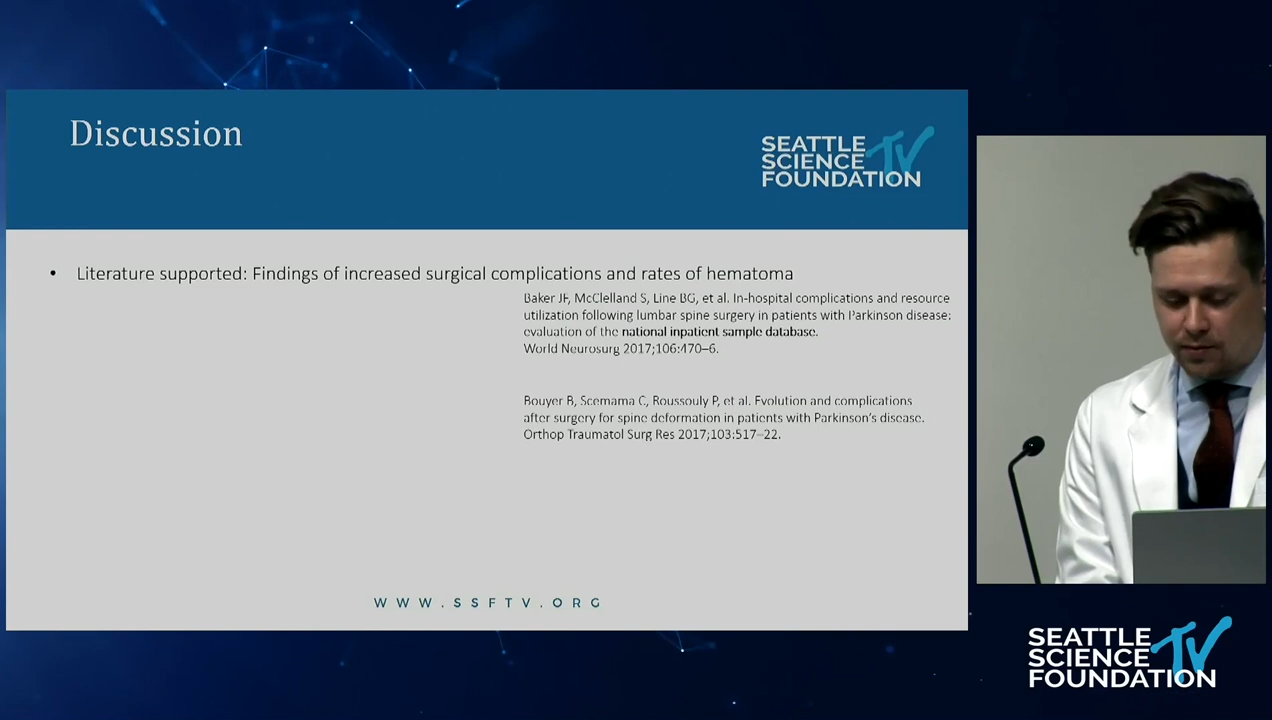 Discussion
SEATTLE
SCIENCE TV
FOUNDATION
• Literature supported: Findings of increased surgical complications and rates of hematoma
Baker JF, McClelland S, Line BG, et al. In-hospital complications and resource
utilization following lumbar spine surgery in patients with Parkinson disease:
evaluation of the national inpatient sample database.
World Neurosurg 2017;106:470–6.
Bouyer B, Scemama C, Roussouly P, et al. Evolution and complications
after surgery for spine deformation in patients with Parkinson's disease.
Orthop Traumatol Surg Res 2017;103:517–22.
WWW.SSFTV.ORG
SEATTLE
SCIENCE TV
FOUNDATION